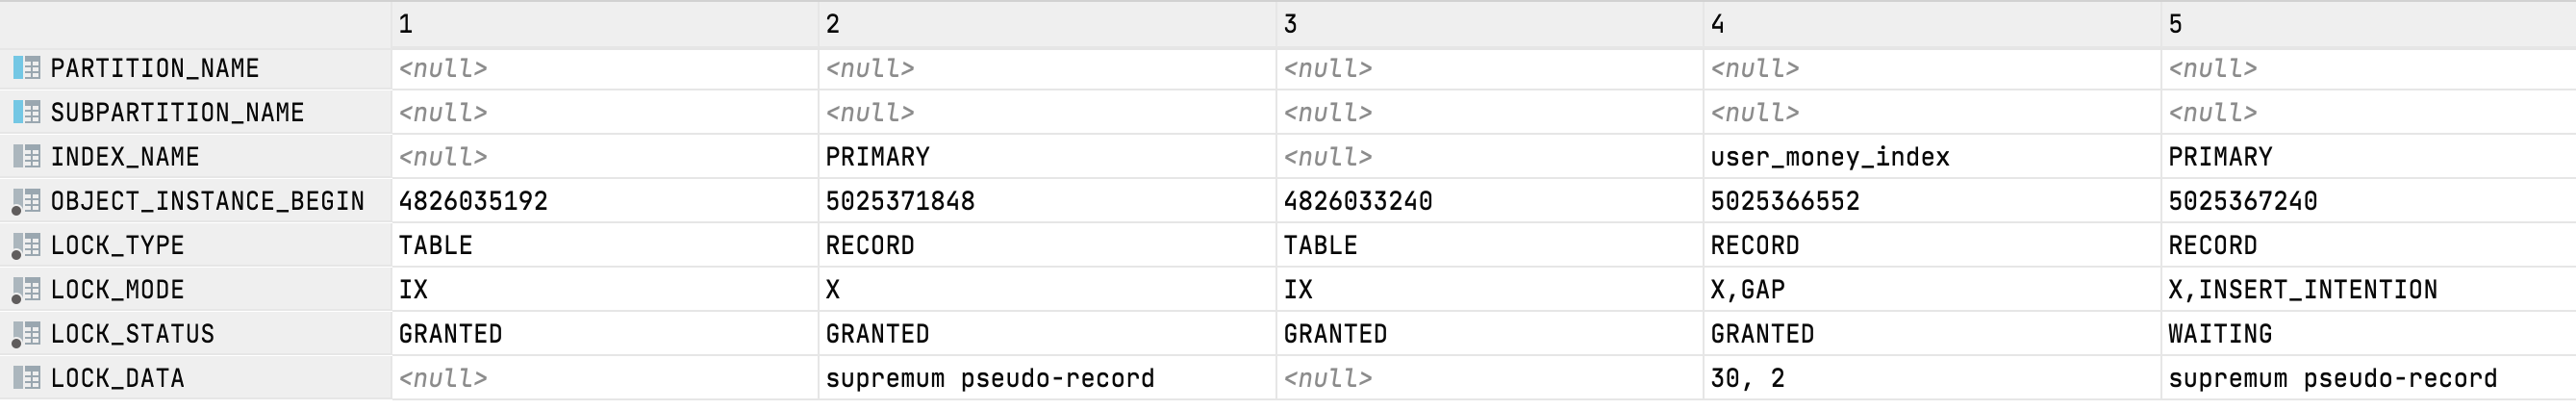 1 2 3 4 5
PARTITION_NAME <null> <null> <null> <null> <null>
SUBPARTITION_NAME <null> <null> <null> <null> <null>
INDEX_NAME <null> PRIMARY <null> user_money_index PRIMARY
OBJECT_INSTANCE_BEGIN 4826035192 5025371848 4826033240 5025366552 5025367240
LOCK_TYPE TABLE RECORD TABLE RECORD RECORD
LOCK_MODE IX X IX X,GAP X,INSERT_INTENTION
LOCK_STATUS GRANTED GRANTED GRANTED GRANTED WAITING
LOCK_DATA <null> supremum pseudo-record <null> 30, 2 supremum pseudo-record